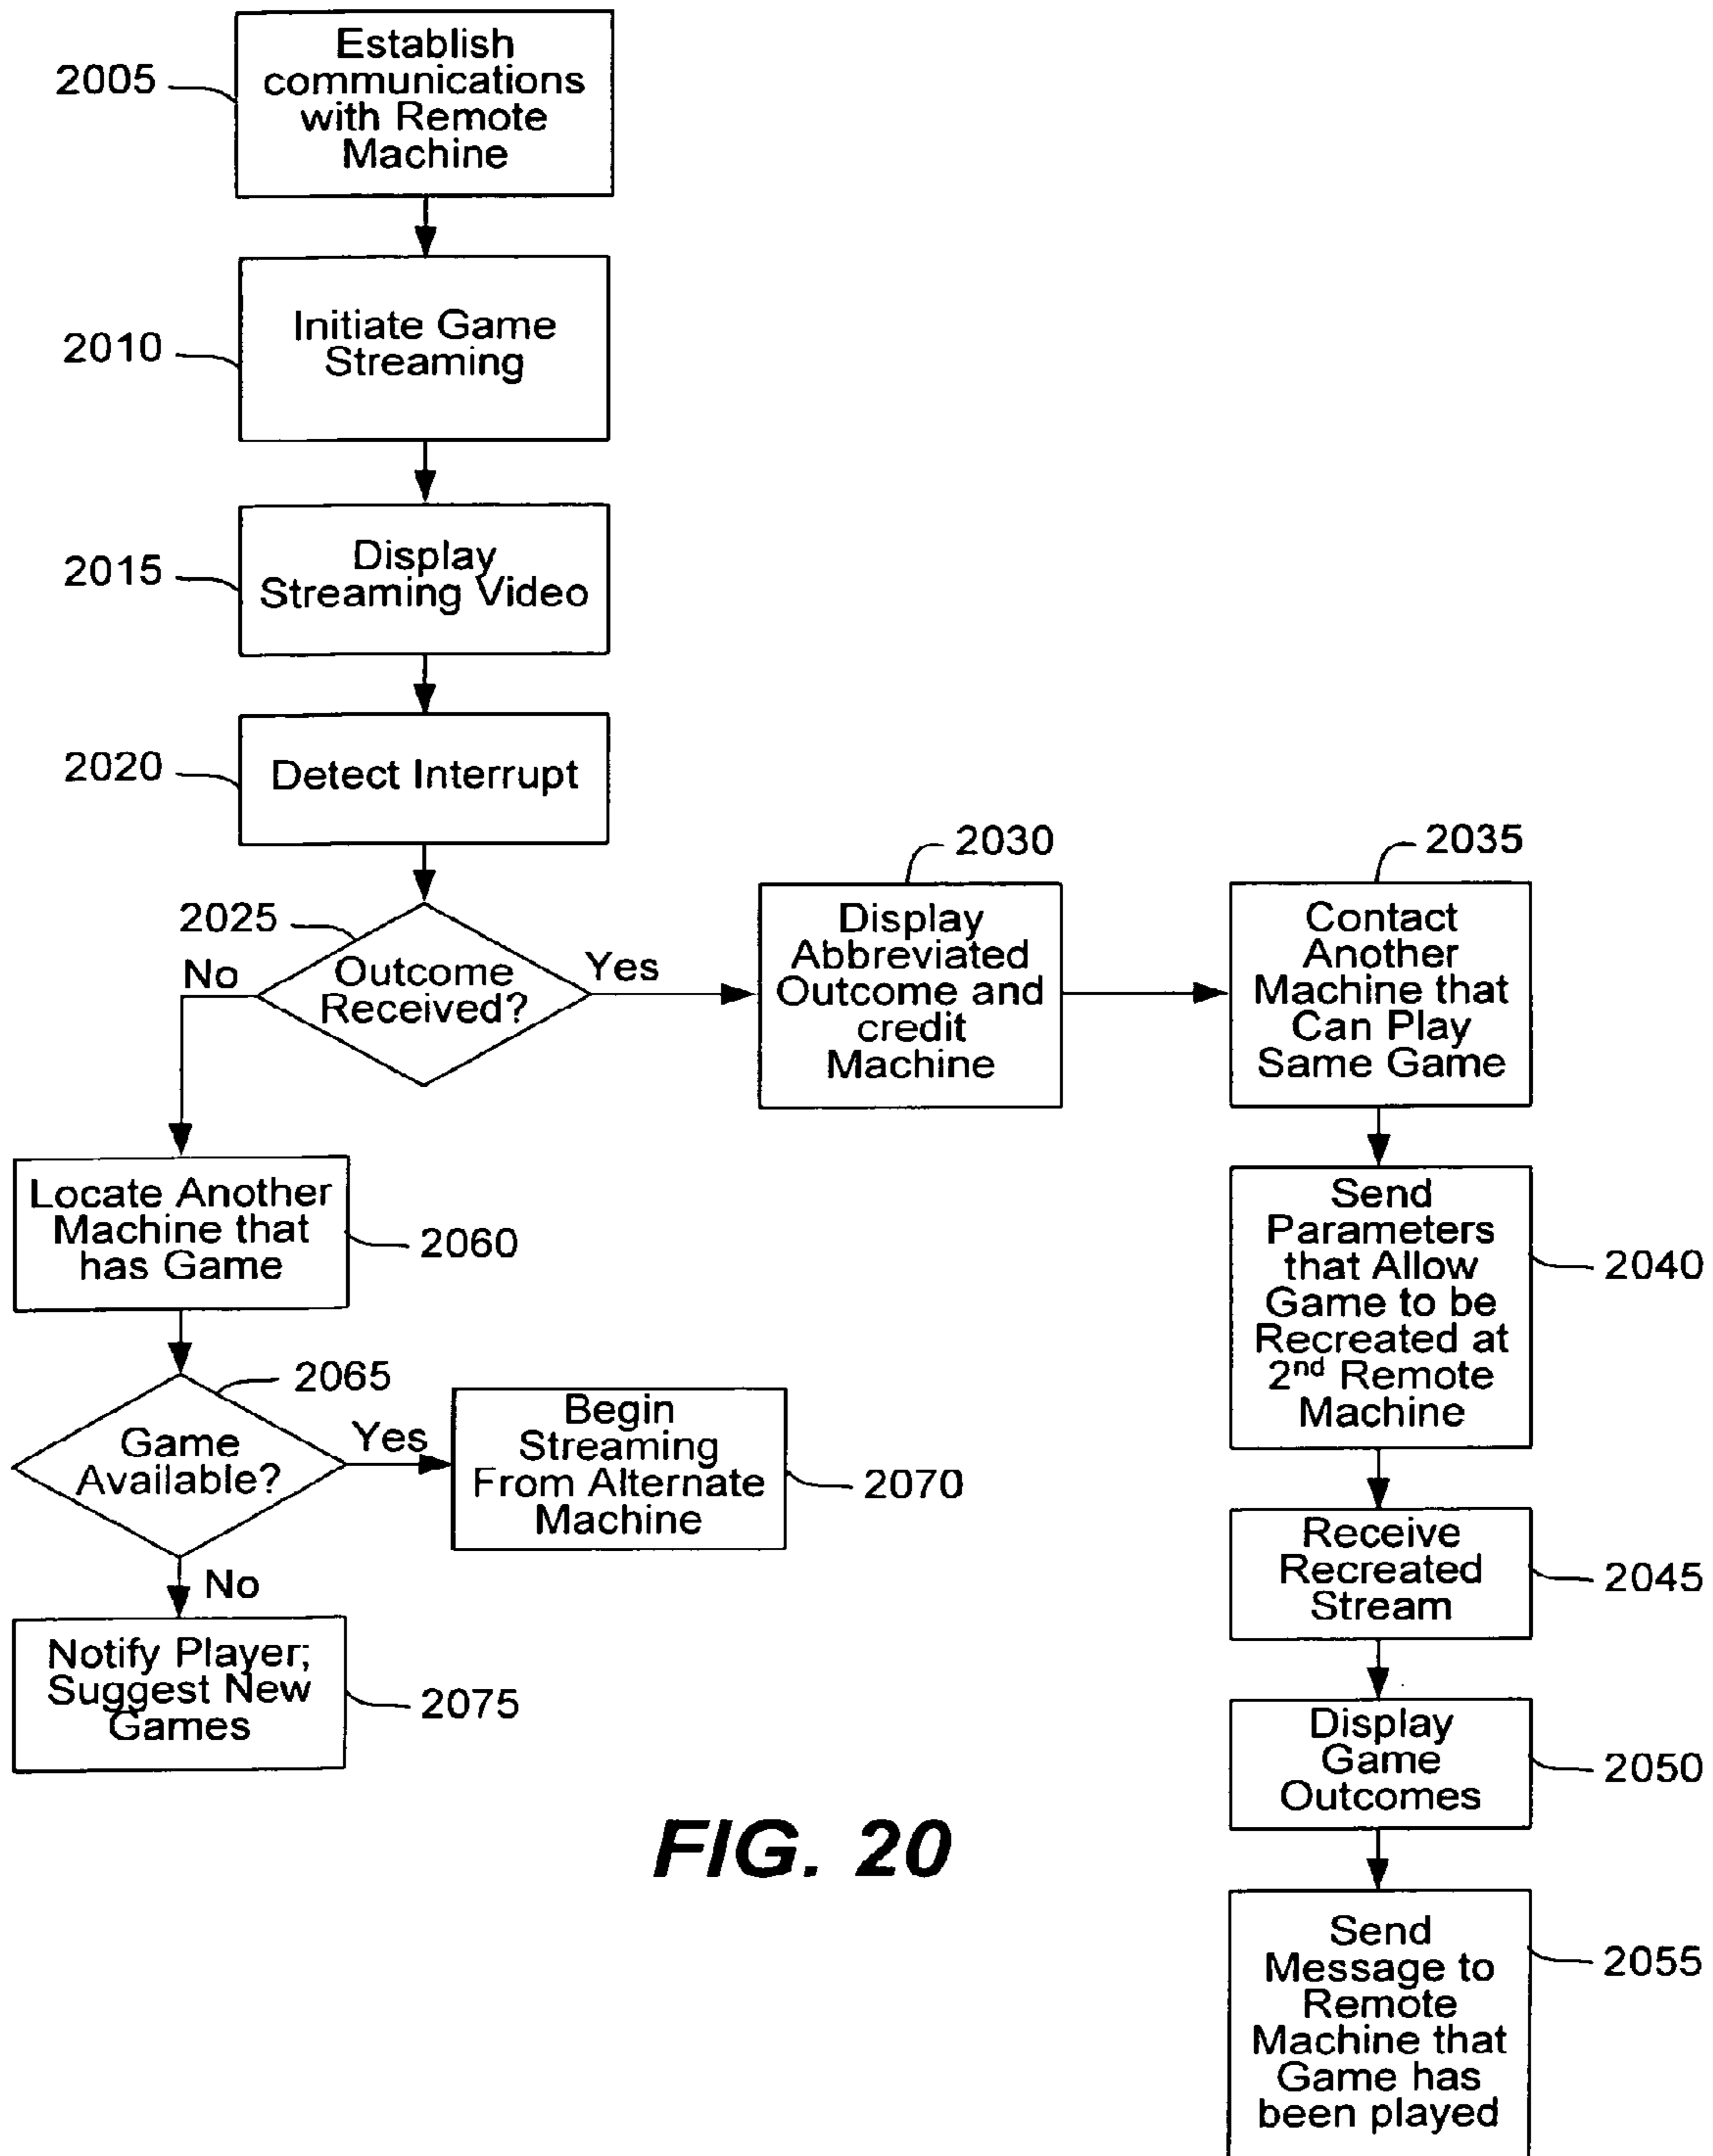 2005
Establish
communications
with Remote
Machine
2010
Initiate Game
Streaming
2015
Display
Streaming Video
2020
Detect Interrupt
2025
Outcome
Received?
No
Yes
2030
Display
Abbreviated
Outcome and
credit
Machine
2035
Contact
Another
Machine that
Can Play
Same Game
Send
Parameters
that Allow
Game to be
Recreated at
2nd Remote
Machine
2040
Receive
Recreated
Stream
2045
Display
Game
Outcomes
2050
Send
Message to
Remote
Machine that
Game has
been played
2055
Locate Another
Machine that
has Game
2060
2065
Game
Available?
Yes
Begin
Streaming
From Alternate
Machine
2070
No
Notify Player;
Suggest New
Games
2075
FIG. 20